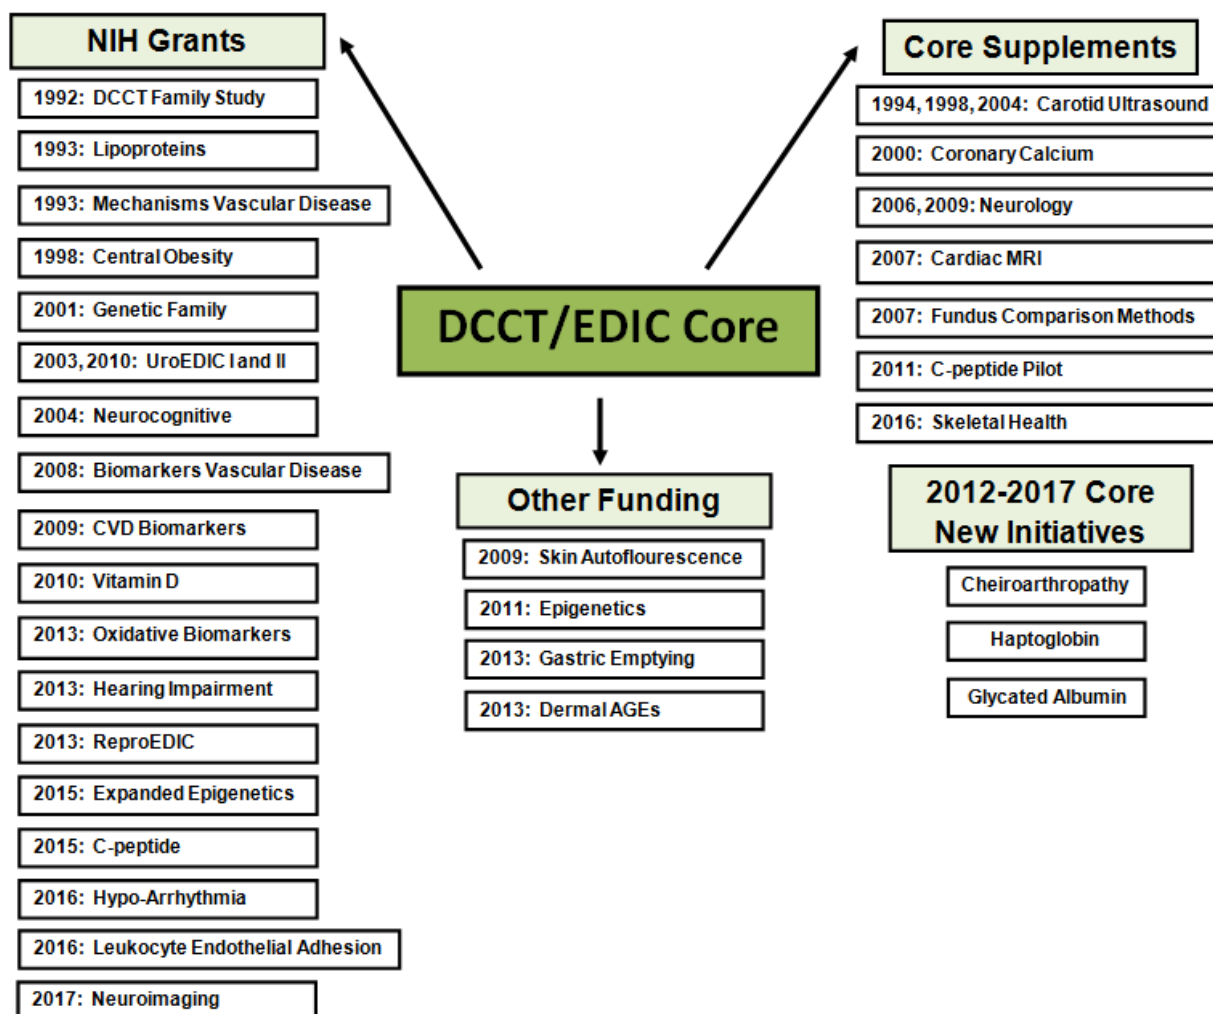 NIH Grants
1992: DCCT Family Study
1993: Lipoproteins
1993: Mechanisms Vascular Disease
1998: Central Obesity
2001: Genetic Family
2003, 2010: UroEDIC I and II
2004: Neurocognitive
2008: Biomarkers Vascular Disease
2009: CVD Biomarkers
2010: Vitamin D
2013: Oxidative Biomarkers
2013: Hearing Impairment
2013: ReproEDIC
2015: Expanded Epigenetics
2015: C-peptide
2016: Hypo-Arrhythmia
2016: Leukocyte Endothelial Adhesion
2017: Neuroimaging
DCCT/EDIC Core
Other Funding
2009: Skin Autoflourescence
2011: Epigenetics
2013: Gastric Emptying
2013: Dermal AGEs
Core Supplements
1994, 1998, 2004: Carotid Ultrasound
2000: Coronary Calcium
2006, 2009: Neurology
2007: Cardiac MRI
2007: Fundus Comparison Methods
2011: C-peptide Pilot
2016: Skeletal Health
2012-2017 Core
New Initiatives
Cheiroarthropathy
Haptoglobin
Glycated Albumin